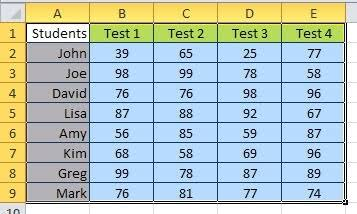 A B C D E
1 Students Test 1 Test 2 Test 3 Test 4
2 John 39 65 25 77
3 Joe 98 99 78 58
4 David 76 76 98 96
5 Lisa 87 88 92 67
6 Amy 56 85 59 87
7 Kim 68 58 69 96
8 Greg 99 78 87 89
9 Mark 76 81 77 74
10